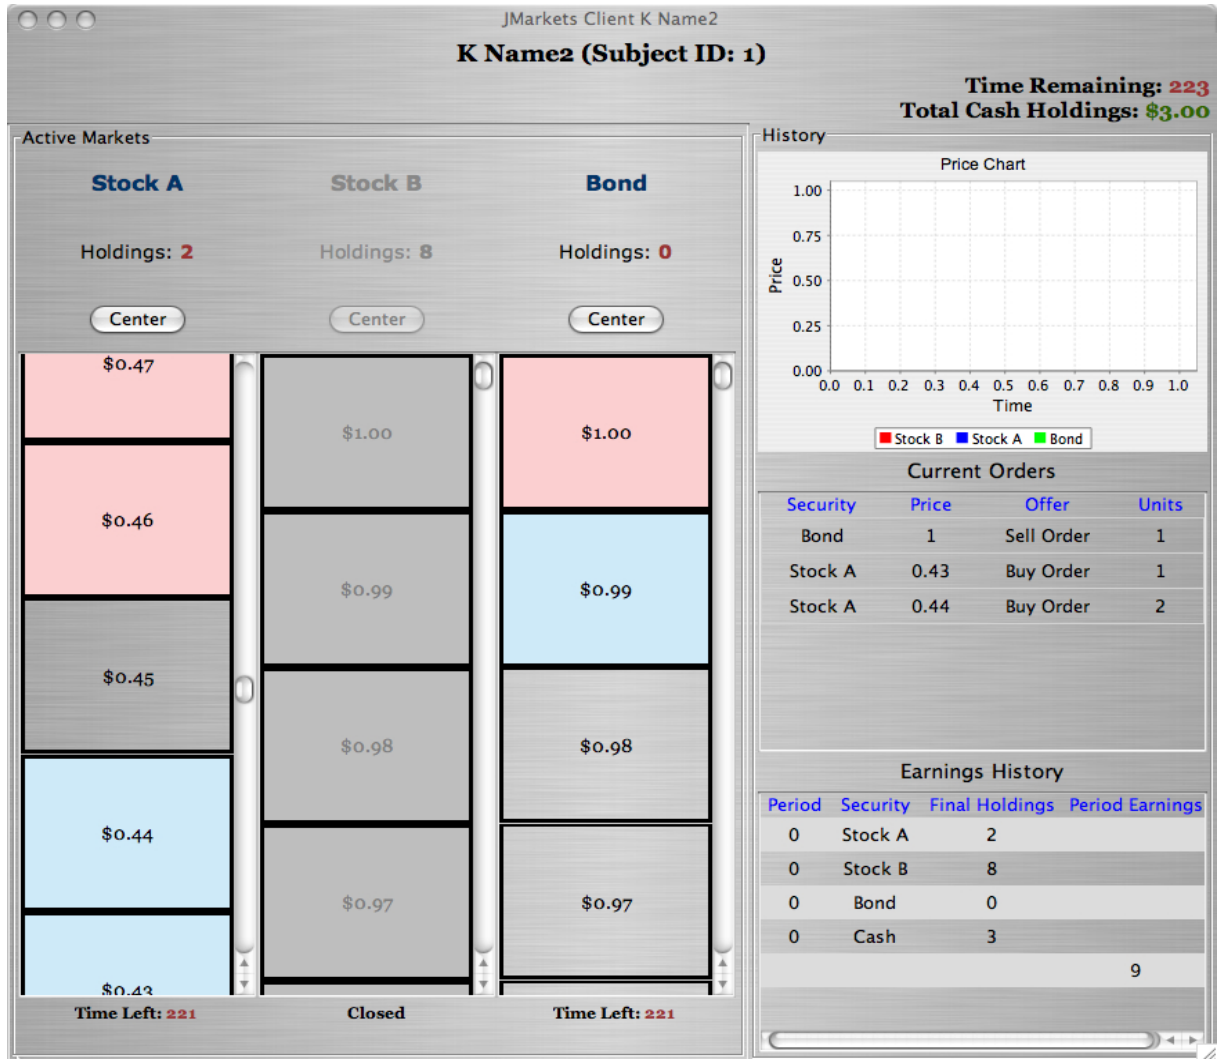 JMarkets Client K Name2
K Name2 (Subject ID: 1)
Time Remaining: 223
Total Cash Holdings: $3.00
Active Markets
Stock A Stock B Bond
Holdings: 2 Holdings: 8 Holdings: 0
Center Center Center
$0.47
$1.00 $1.00
$0.46
$0.99 $0.99
$0.45
$0.98 $0.98
$0.44
$0.97 $0.97
$0.43
Time Left: 221 Closed Time Left: 221
History
Price Chart
1.00
0.75
0.50
0.25
0.00
Price
0.0 0.1 0.2 0.3 0.4 0.5 0.6 0.7 0.8 0.9 1.0
Time
Stock B Stock A Bond
Current Orders
Security Price Offer Units
Bond 1 Sell Order 1
Stock A 0.43 Buy Order 1
Stock A 0.44 Buy Order 2
Earnings History
Period Security Final Holdings Period Earnings
0 Stock A 2
0 Stock B 8
0 Bond 0
0 Cash 3
9